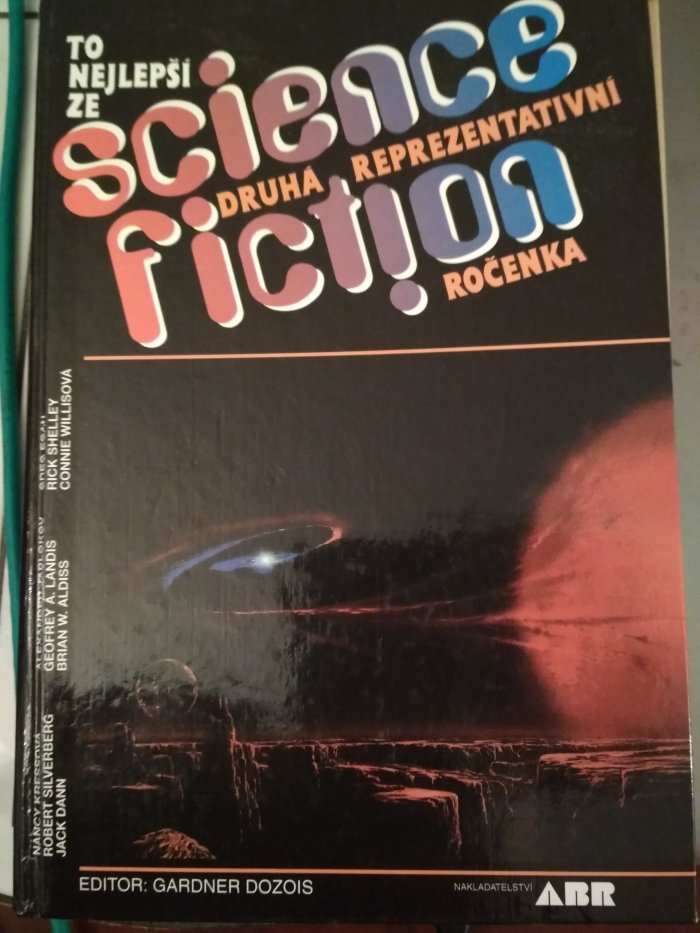 TO
NEJLEPŠÍ
ZE
science
DRUHÁ REPREZENTATIVNÍ
fiction
ROČENKA
NANCY KRESSOVÁ
ROBERT SILVERBERG
JACK DANN
GEOFREY A. LANDIS
BRIAN W. ALDISS
RICK SHELLEY
CONNIE WILLISOVÁ
EDITOR: GARDNER DOZOIS
NAKLADATELSTVÍ ABR